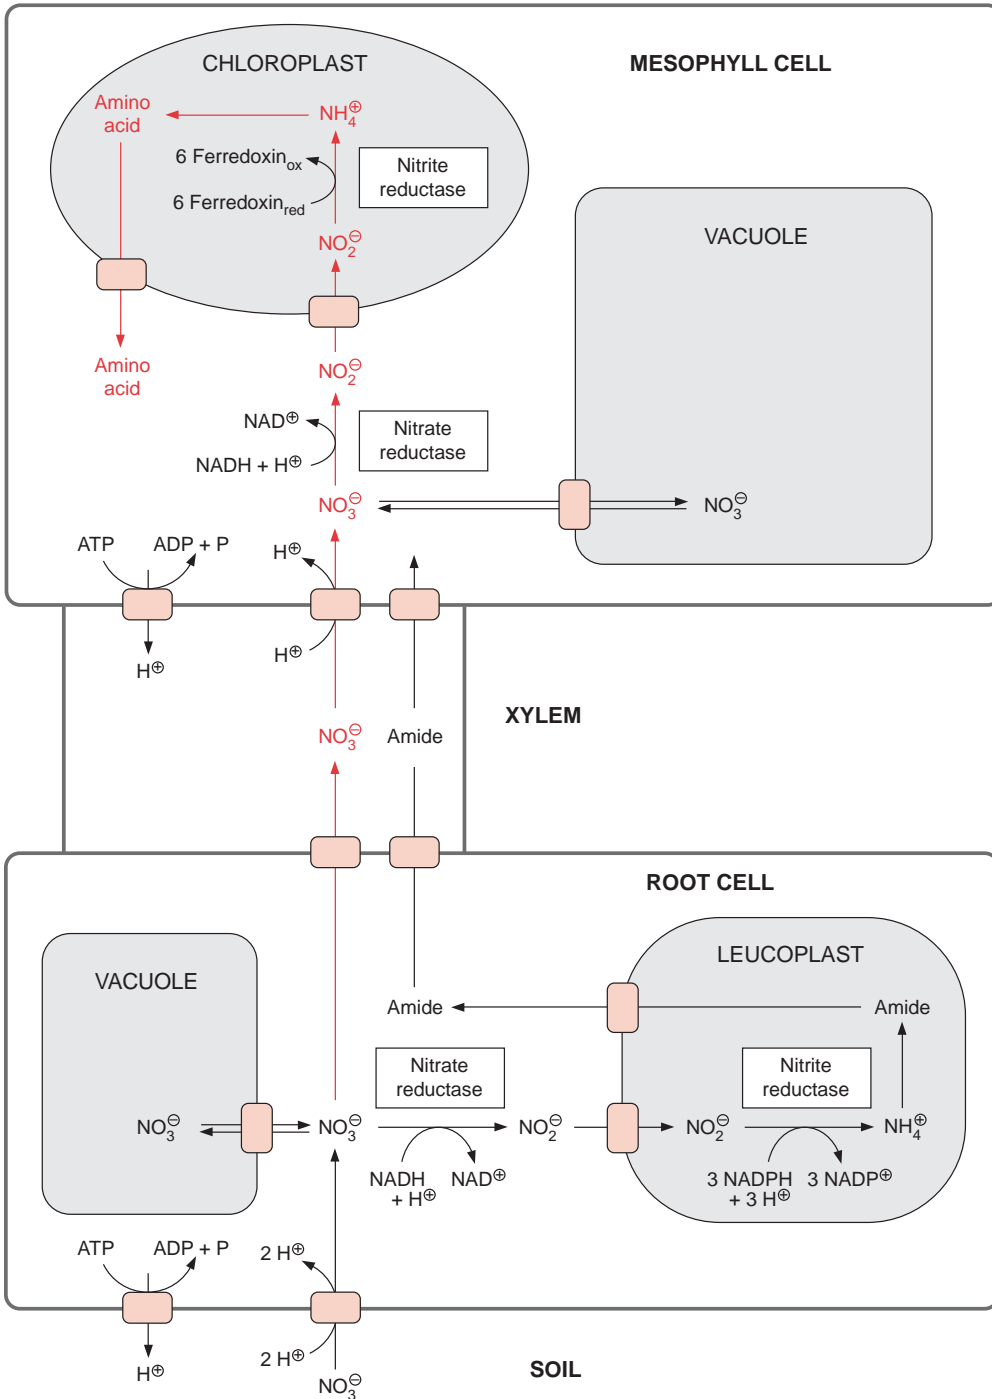 CHLOROPLAST
MESOPHYLL CELL
Amino
acid
NH₄⊕
6 Ferredoxin_ox
Nitrite
reductase
6 Ferredoxin_red
NO₂⊖
VACUOLE
Amino
acid
NO₂⊖
NAD⊕
Nitrate
reductase
NADH + H⊕
NO₃⊖
NO₃⊖
ATP
ADP + P
H⊕
H⊕
H⊕
XYLEM
NO₃⊖
Amide
ROOT CELL
VACUOLE
LEUCOPLAST
Amide
Amide
Nitrate
reductase
Nitrite
reductase
NO₃⊖
NO₃⊖
NO₂⊖
NO₂⊖
NH₄⊕
NADH
+ H⊕
NAD⊕
3 NADPH
+ 3 H⊕
3 NADP⊕
ATP
ADP + P
2 H⊕
2 H⊕
H⊕
NO₃⊖
SOIL